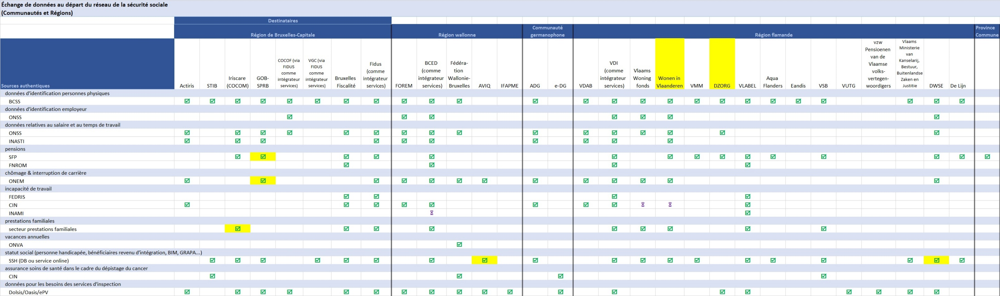 Échange de données au départ du réseau de la sécurité sociale
(Communautés et Régions)
Destinataires
Région de Bruxelles-Capitale
Région wallonne
Communauté
germanophone
Région flamande
Province
Commune
Sources authentiques
Actiris
STIB
Iriscare
(COCOM)
GOB-
SPRB
COCOF (via
FIDUS
comme
intégrateur
services)
VGC (via
FIDUS
comme
intégrateur
services)
Bruxelles
Fiscalité
Fidus
(comme
intégrateur
services)
FOREM
BCED
(comme
intégrateur
services)
Fédéra-
tion
Wallonie-
Bruxelles
AVIQ
IFAPME
ADG
e-DG
VDAB
VDI
(comme
intégrateur
services)
Vlaams
Woning
fonds
Wonen in
Vlaanderen
VMM
DZORG
VLABEL
Aqua
Flanders
Eandis
VSB
VUTG
vzw
Pensioenen
van de
Vlaamse
volks-
vertegen-
woordigers
Vlaams
Ministerie
van
Kanselarij,
Bestuur,
Buitenlandse
Zaken en
Justitie
DWSE
De Lijn
données d'identification personnes physiques
BCSS
données d'identification employeur
ONSS
données relatives au salaire et au temps de travail
ONSS
INASTI
pensions
SFP
FNROM
chômage & interruption de carrière
ONEM
incapacité de travail
FEDRIS
CIN
INAMI
prestations familiales
secteur prestations familiales
vacances annuelles
ONVA
statut social (personne handicapée, bénéficiaires revenu d’intégration, BIM, GRAPA...)
SSH (DB ou service online)
assurance soins de santé dans le cadre du dépistage du cancer
CIN
données pour les besoins des services d'inspection
Dolsis/Oasis/ePV